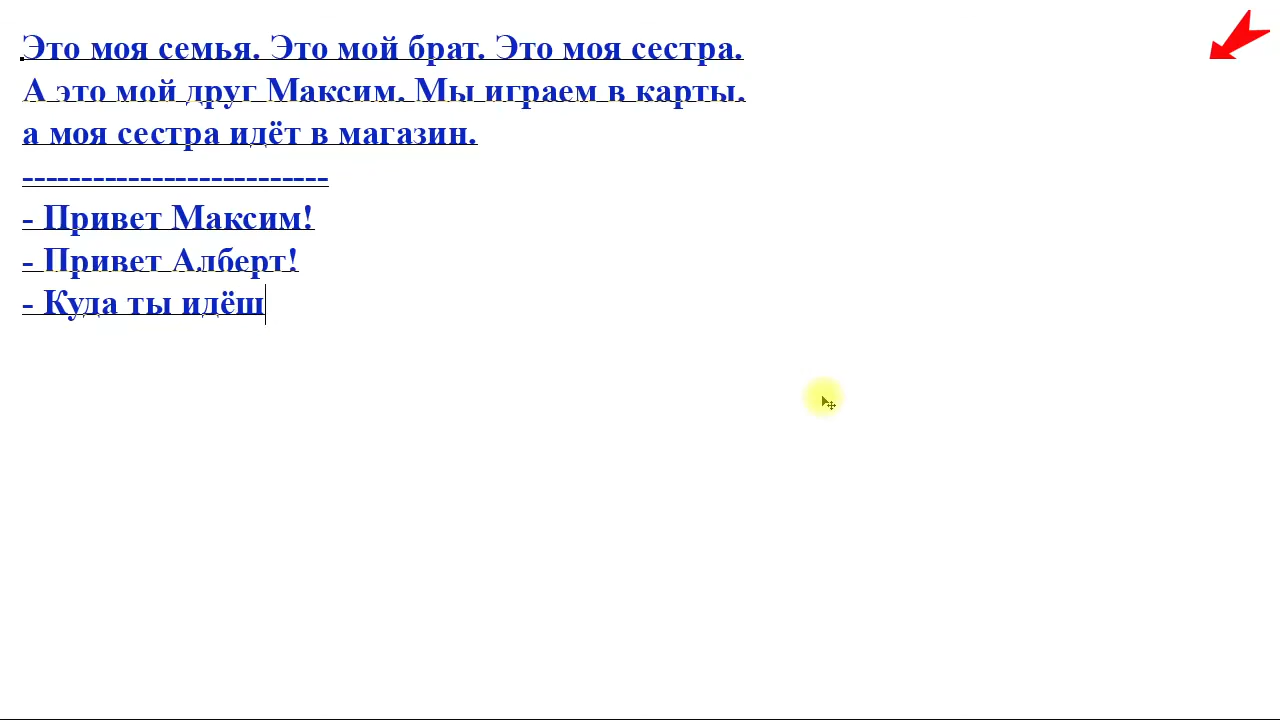 Это моя семья. Это мой брат. Это моя сестра.
А это мой друг Максим. Мы играем в карты,
а моя сестра идёт в магазин.
--------------------------
- Привет Максим!
- Привет Алберт!
- Куда ты идёш